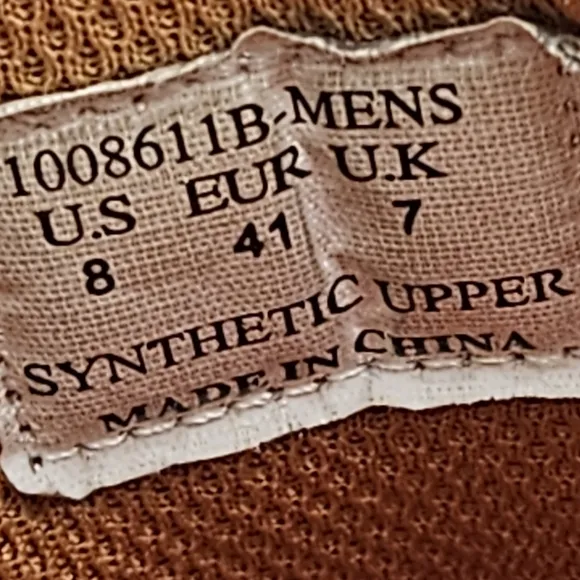 1008611B-MENS
U.S EUR U.K
8 41 7
SYNTHETIC UPPER
MADE IN CHINA